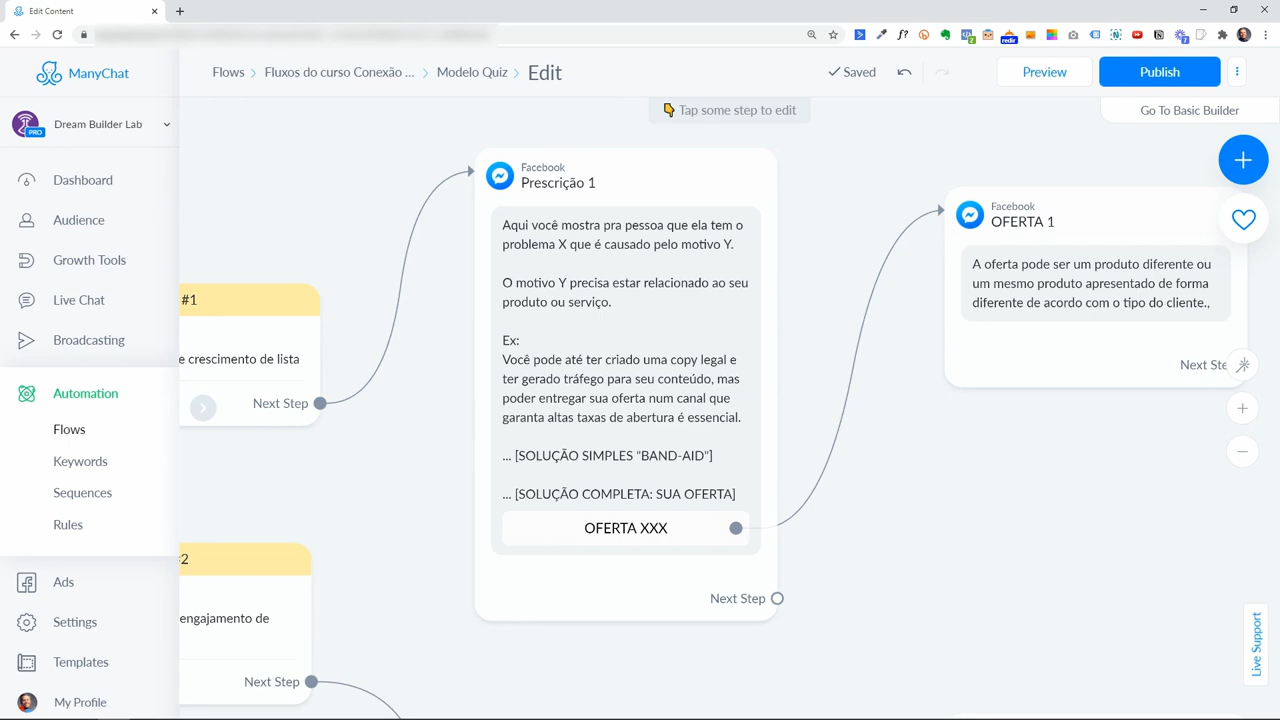 Edit Content
redir
2
7
ManyChat
Flows
Fluxos do curso Conexão ...
Modelo Quiz
Edit
Saved
Preview
Publish
Dream Builder Lab
PRO
👇 Tap some step to edit
Go To Basic Builder
Dashboard
Audience
Growth Tools
Live Chat
Broadcasting
Automation
Flows
Keywords
Sequences
Rules
Ads
Settings
Templates
My Profile
#1
e crescimento de lista
Next Step
#2
engajamento de
Next Step
Facebook
Prescrição 1
Aqui você mostra pra pessoa que ela tem o
problema X que é causado pelo motivo Y.
O motivo Y precisa estar relacionado ao seu
produto ou serviço.
Ex:
Você pode até ter criado uma copy legal e
ter gerado tráfego para seu conteúdo, mas
poder entregar sua oferta num canal que
garanta altas taxas de abertura é essencial.
... [SOLUÇÃO SIMPLES "BAND-AID"]
... [SOLUÇÃO COMPLETA: SUA OFERTA]
OFERTA XXX
Next Step
Facebook
OFERTA 1
A oferta pode ser um produto diferente ou
um mesmo produto apresentado de forma
diferente de acordo com o tipo do cliente.,
Next Ste
Live Support